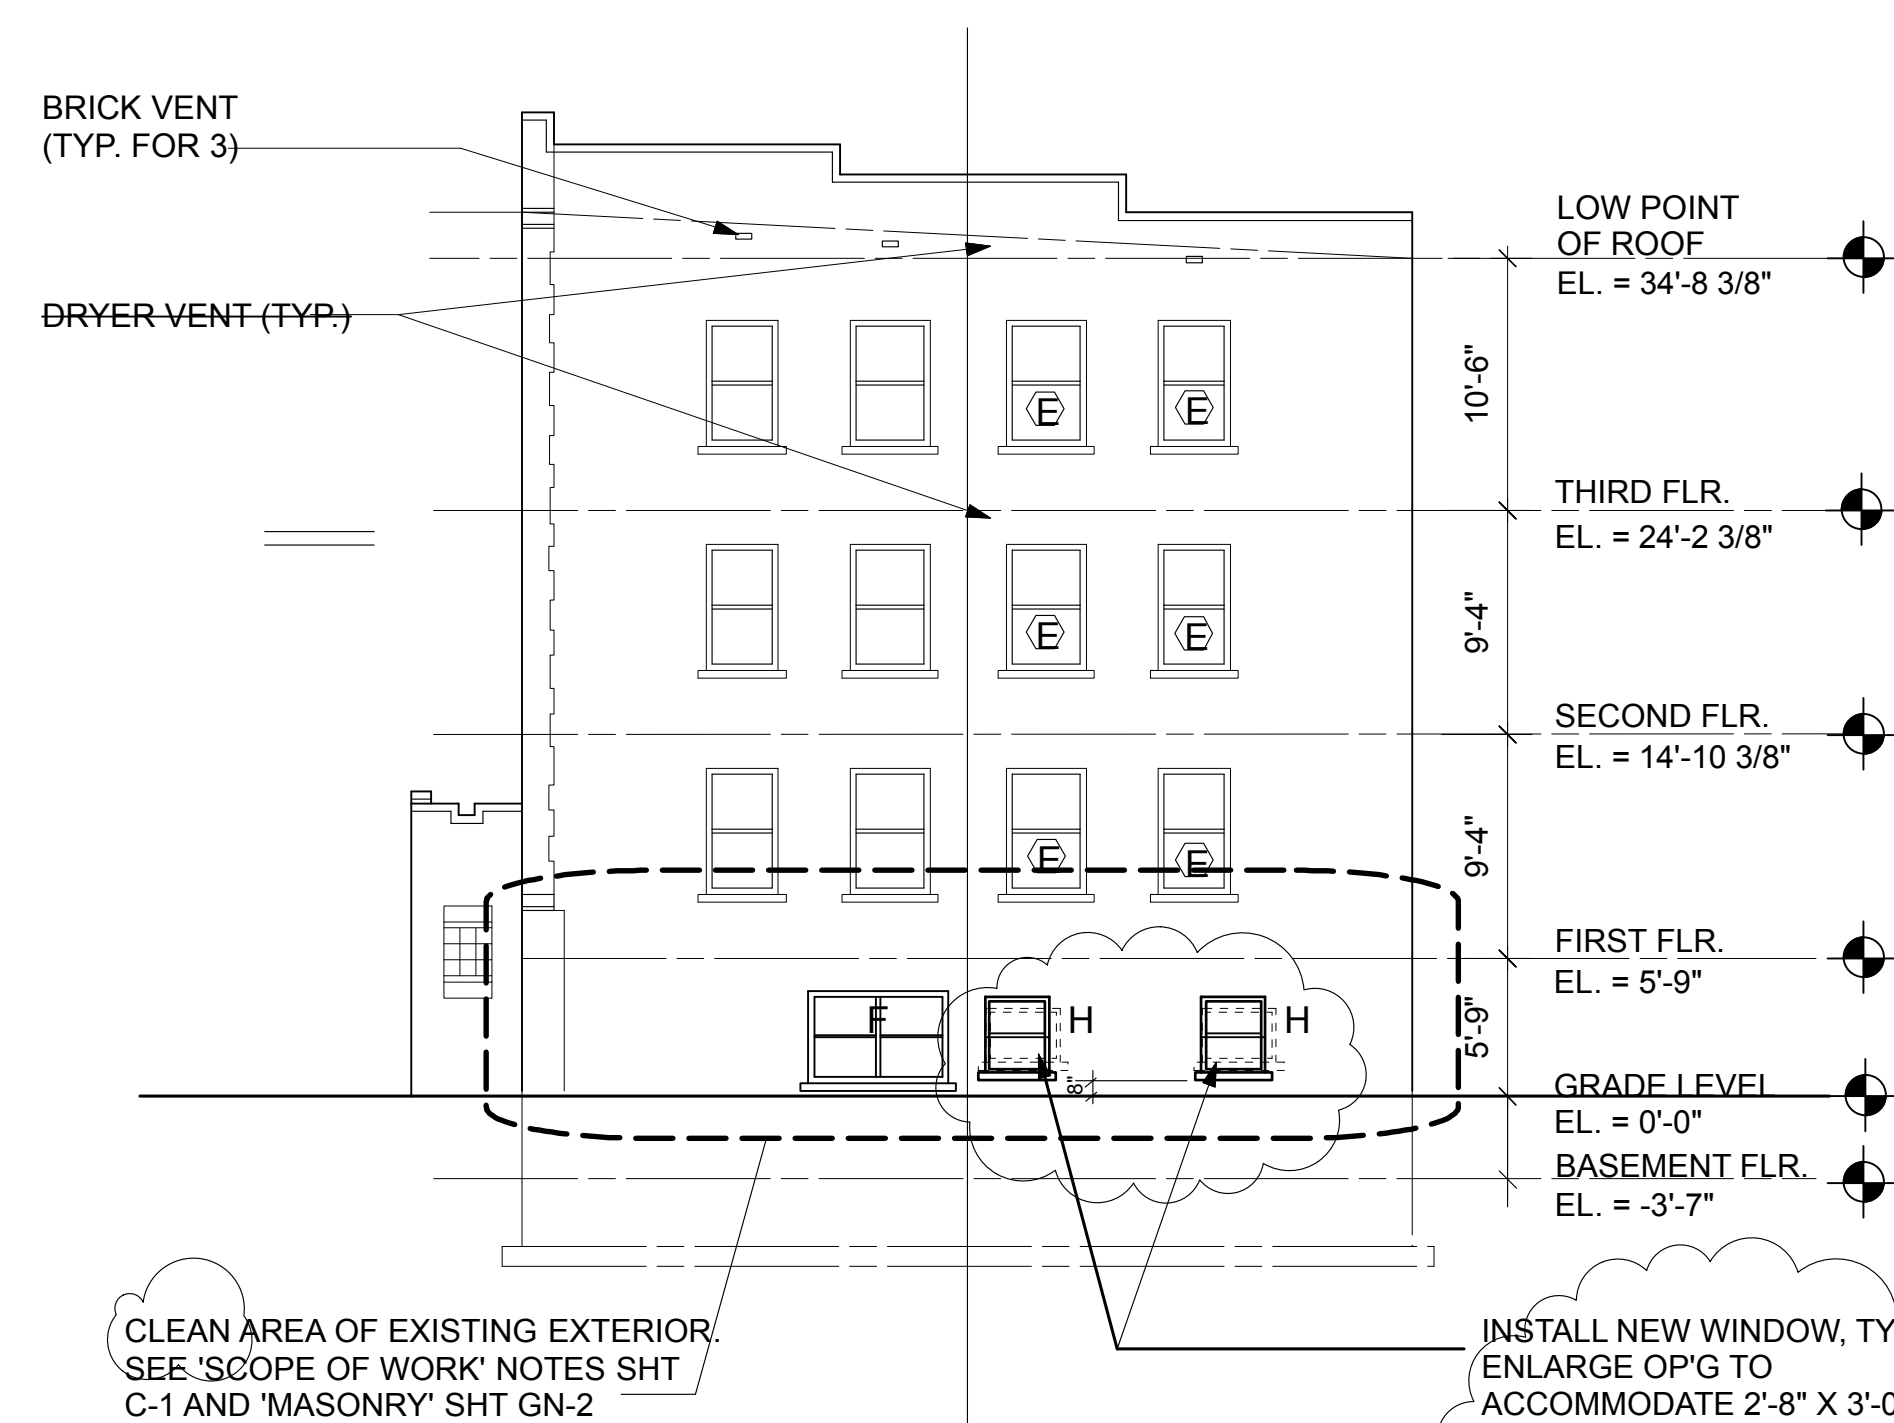 BRICK VENT
(TYP. FOR 3)
LOW POINT
OF ROOF
EL. = 34'-8 3/8"
DRYER VENT (TYP.)
10'-6"
E
E
THIRD FLR.
EL. = 24'-2 3/8"
9'-4"
E
E
SECOND FLR.
EL. = 14'-10 3/8"
9'-4"
E
E
FIRST FLR.
EL. = 5'-9"
F
H
H
5'-9"
8"
GRADE LEVEL
EL. = 0'-0"
BASEMENT FLR.
EL. = -3'-7"
CLEAN AREA OF EXISTING EXTERIOR.
SEE 'SCOPE OF WORK' NOTES SHT
C-1 AND 'MASONRY' SHT GN-2
INSTALL NEW WINDOW, TY
ENLARGE OP'G TO
ACCOMMODATE 2'-8" X 3'-0